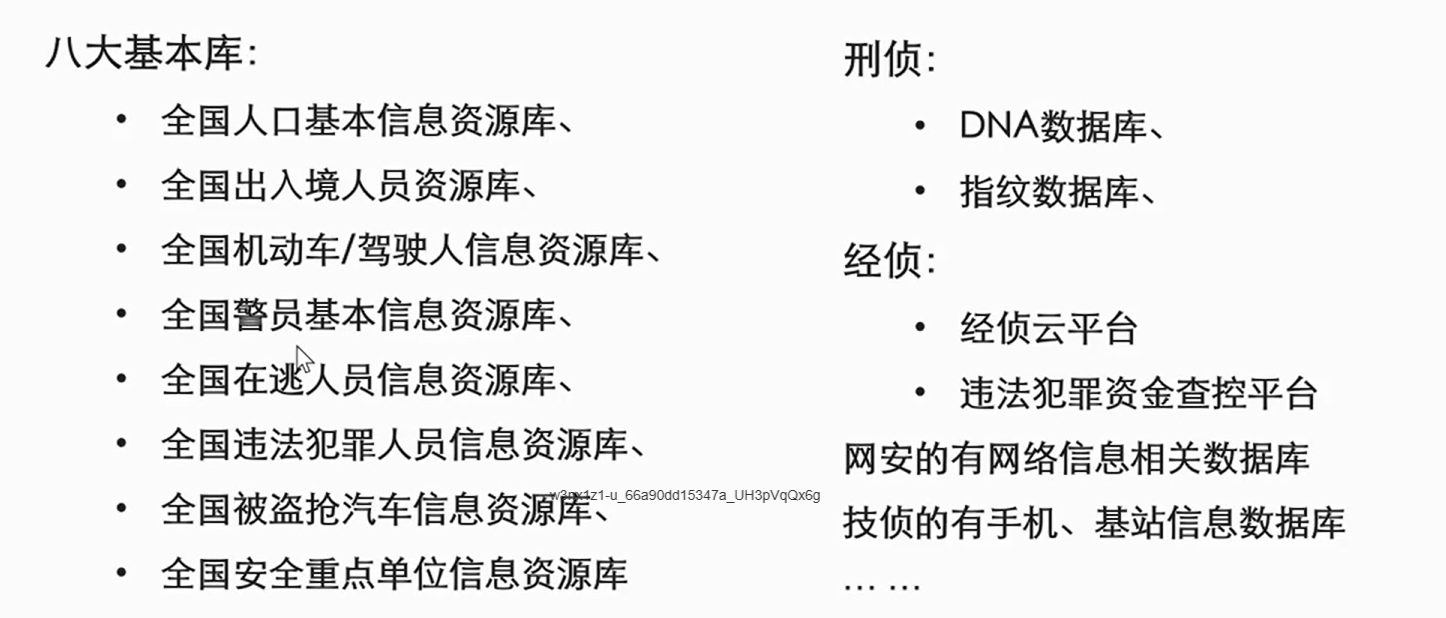 八大基本库：
• 全国人口基本信息资源库、
• 全国出入境人员资源库、
• 全国机动车/驾驶人信息资源库、
• 全国警员基本信息资源库、
• 全国在逃人员信息资源库、
• 全国违法犯罪人员信息资源库、
• 全国被盗抢汽车信息资源库、
• 全国安全重点单位信息资源库
刑侦：
• DNA数据库、
• 指纹数据库、
经侦：
• 经侦云平台
• 违法犯罪资金查控平台
网安的有网络信息相关数据库
技侦的有手机、基站信息数据库
… …